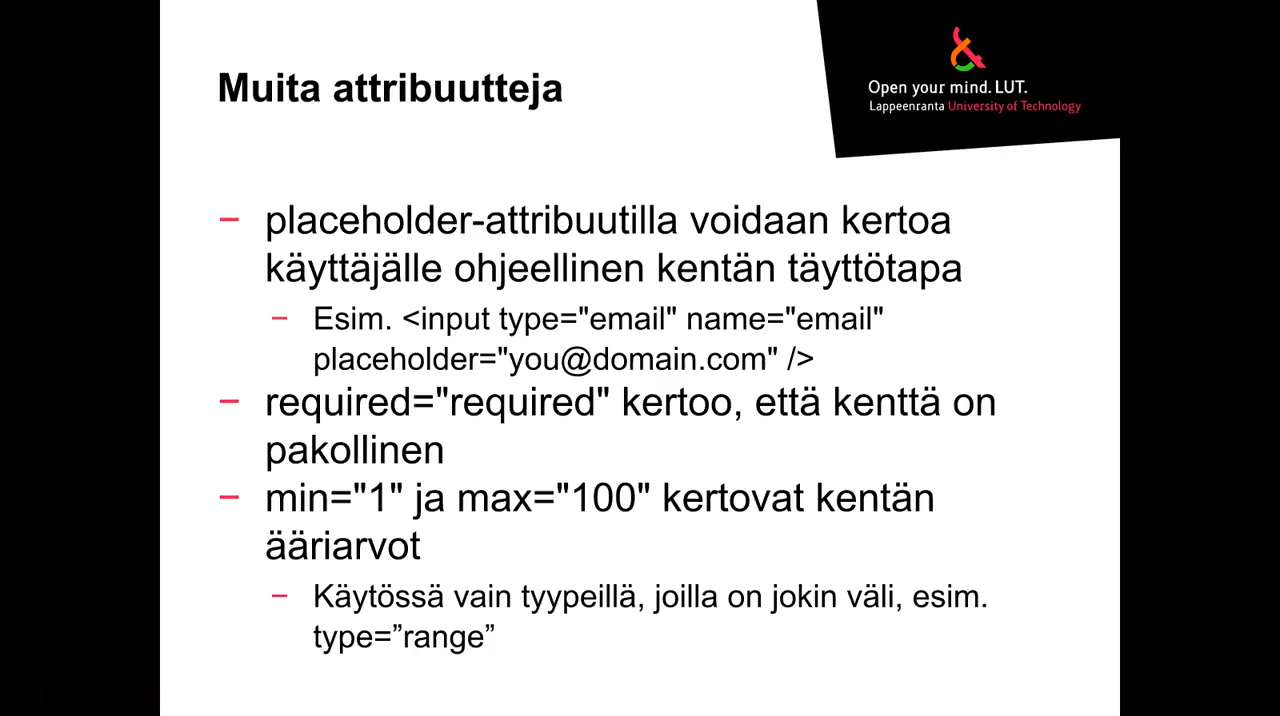 Muita attribuutteja
Open your mind. LUT.
Lappeenranta University of Technology
− placeholder-attribuutilla voidaan kertoa
käyttäjälle ohjeellinen kentän täyttötapa
− Esim. <input type="email" name="email"
placeholder="you@domain.com" />
− required="required" kertoo, että kenttä on
pakollinen
− min="1" ja max="100" kertovat kentän
ääriarvot
− Käytössä vain tyypeillä, joilla on jokin väli, esim.
type=”range”